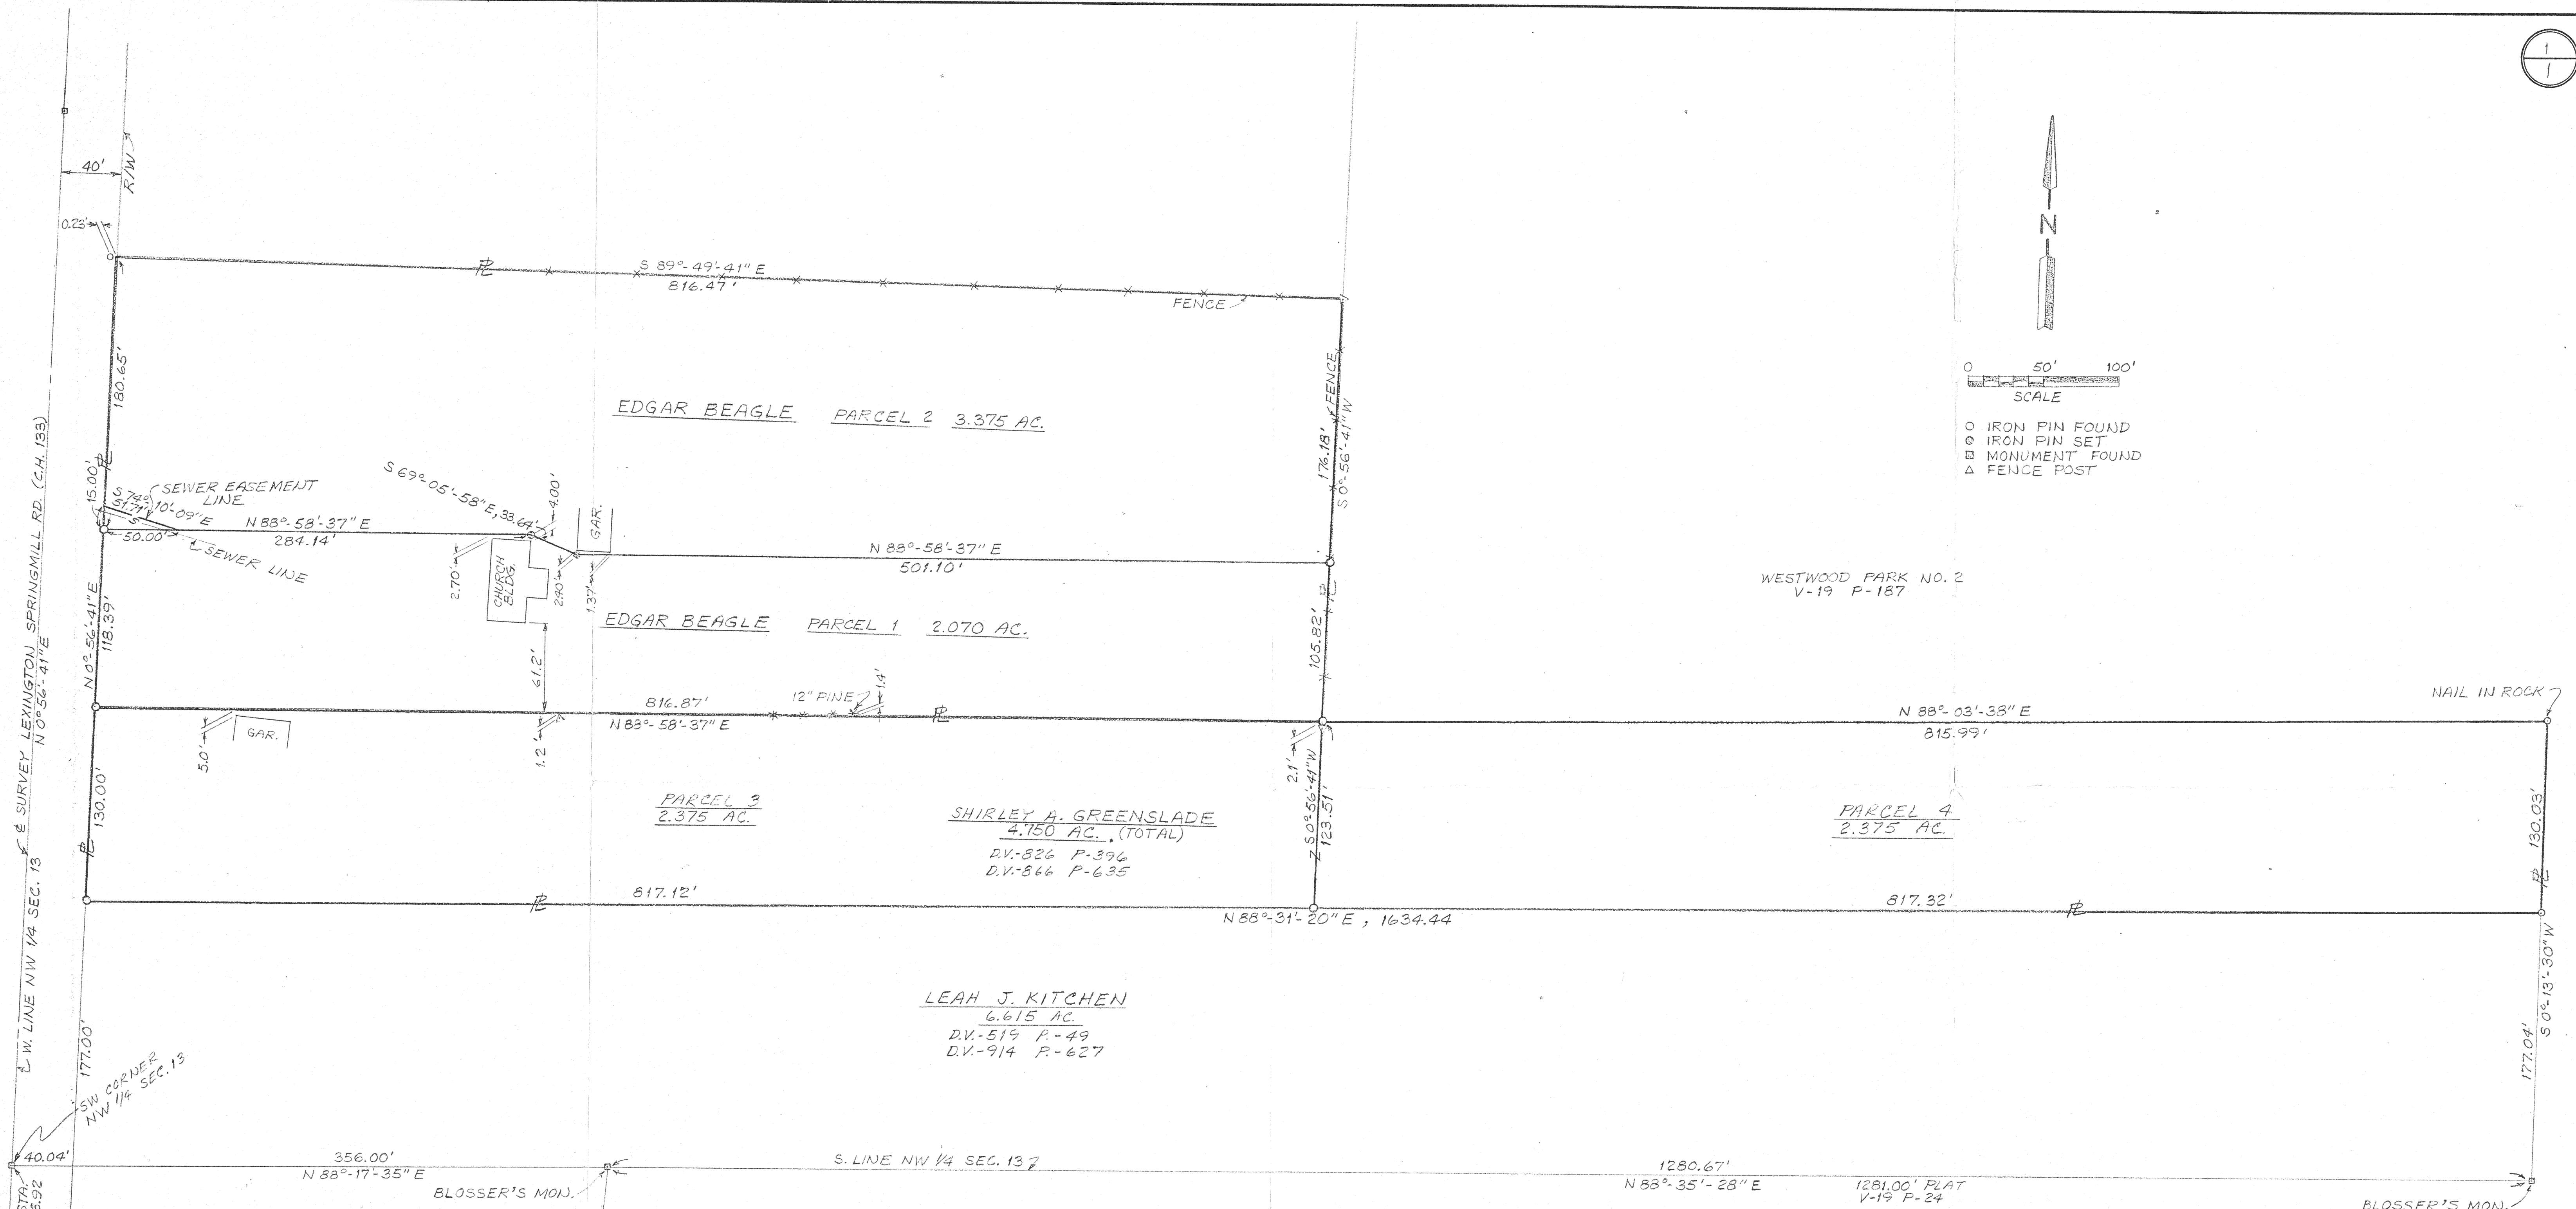 1
1
40'
R/W
0.23'
S 89°-49'-41" E
816.47'
FENCE
N
0 50' 100'
SCALE
IRON PIN FOUND
IRON PIN SET
MONUMENT FOUND
FENCE POST
180.65'
EDGAR BEAGLE PARCEL 2 3.375 AC.
FENCE
176.18'
S 0°-56'-41" W
15.00'
SEWER EASEMENT
LINE
S 74°-10'-09" E
51.71'
S
50.00'
SEWER LINE
N 88°-58'-37" E
284.14'
S 69°-05'-58" E, 33.64'
4.00'
GAR.
2.70'
CHURCH
BLDG.
2.90'
1.37'
N 88°-58'-37" E
501.10'
WESTWOOD PARK NO. 2
V-19 P-187
N 0°-56'-41" E
118.39'
EDGAR BEAGLE PARCEL 1 2.070 AC.
105.82'
61.2'
℄ SURVEY LEXINGTON SPRINGMILL RD. (C.H. 133)
N 0°56'-41" E
W. LINE NW 1/4 SEC. 13
816.87'
N 88°-58'-37" E
12" PINE
1.4'
5.0'
GAR.
1.2'
2.1'
S 0°-56'-41" W
123.51'
N 88°-03'-38" E
815.99'
NAIL IN ROCK
130.00'
PARCEL 3
2.375 AC.
SHIRLEY A. GREENSLADE
4.750 AC. (TOTAL)
D.V.-826 P-396
D.V.-866 P-635
PARCEL 4
2.375 AC.
130.03'
817.12'
N 88°-31'-20" E, 1634.44
817.32'
S 0°-13'-30" W
LEAH J. KITCHEN
6.615 AC.
D.V.-519 P.-49
D.V.-914 P.-627
177.00'
177.04'
SW CORNER
NW 1/4 SEC. 13
40.04'
356.00'
N 88°-17'-35" E
BLOSSER'S MON.
S. LINE NW 1/4 SEC. 13
1280.67'
N 88°-35'-28" E
1281.00' PLAT
V-19 P-24
BLOSSER'S MON.
STA.
5.92